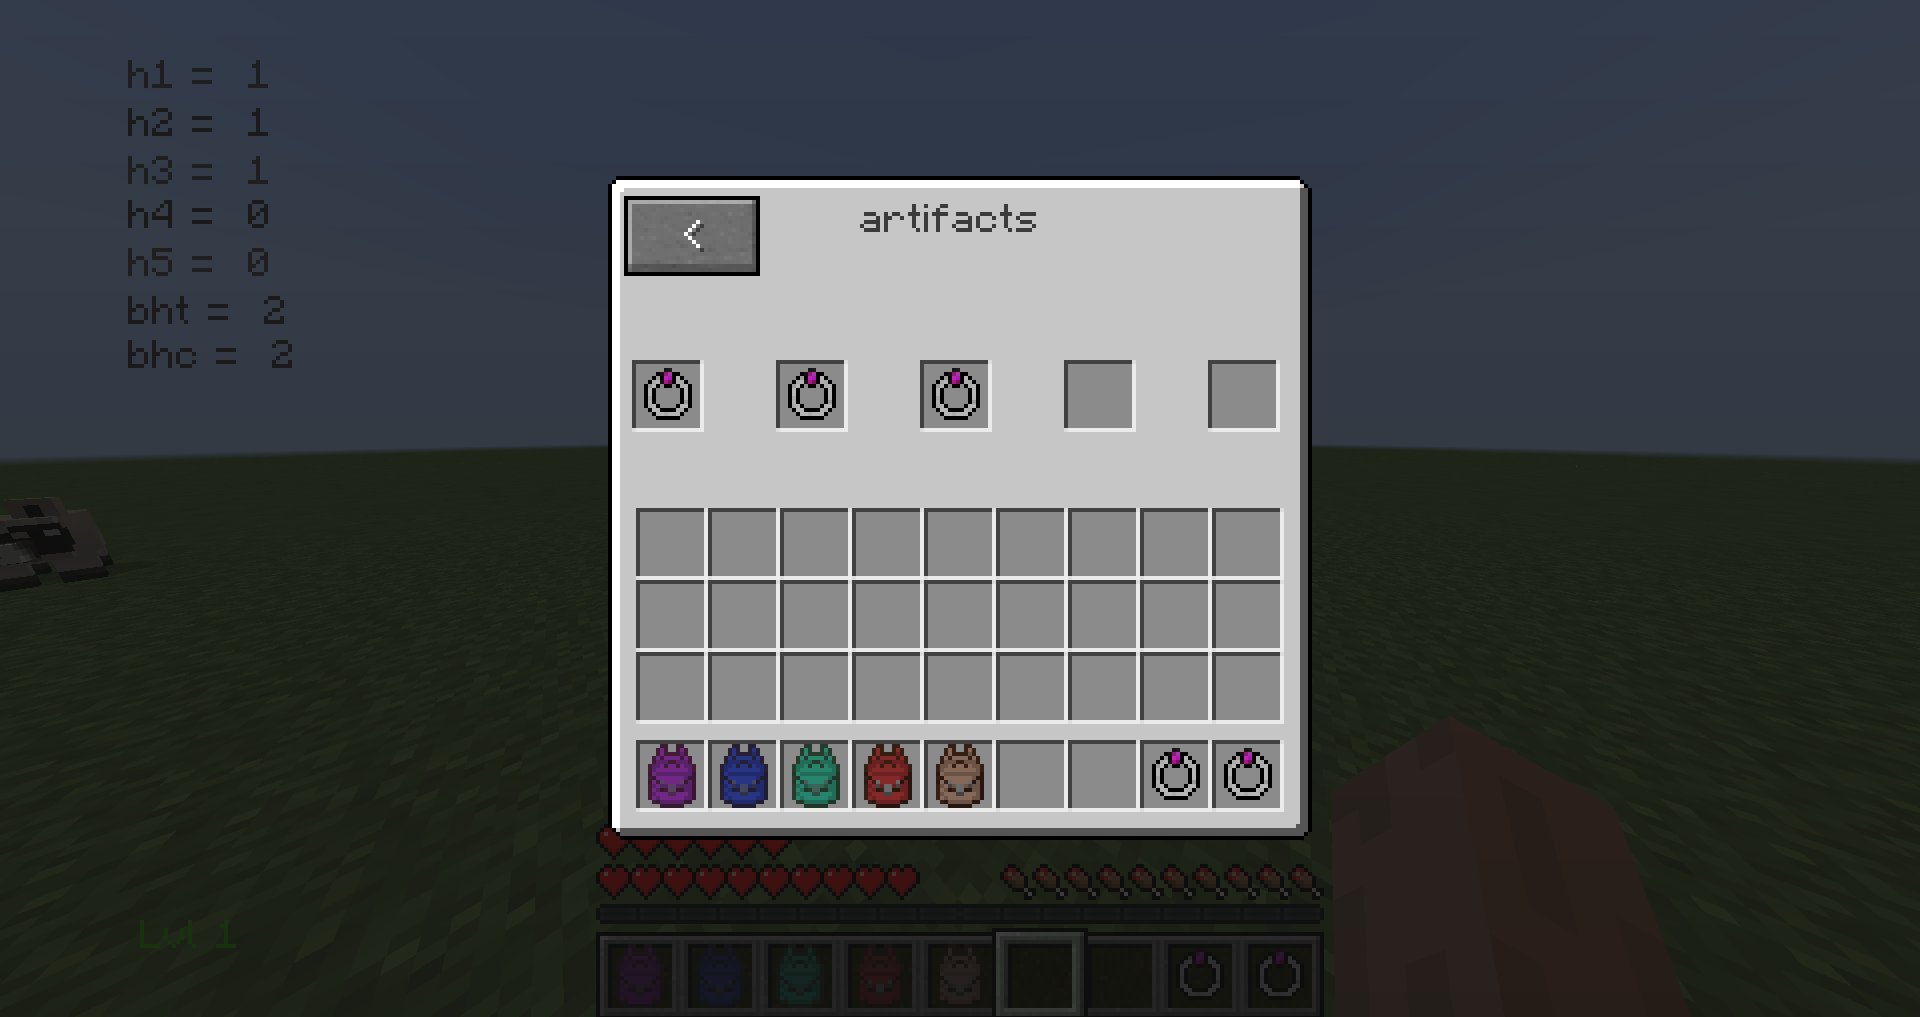 h1 = 1
h2 = 1
h3 = 1
h4 = 0
h5 = 0
bht = 2
bhc = 2
<
artifacts
Lvl 1